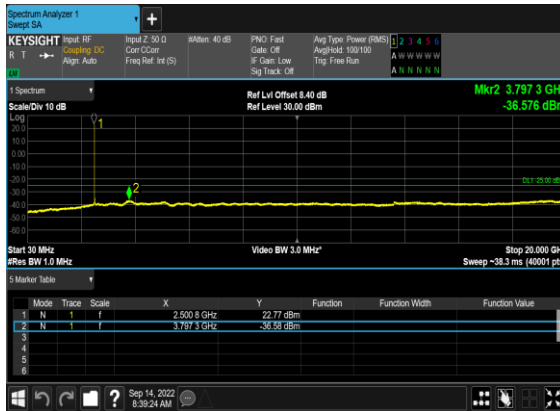 Spectrum Analyzer 1
Swept SA
KEYSIGHT Input: RF Input Z: 50 Ω #Atten: 40 dB PNO: Fast Avg Type: Power (RMS) 1 2 3 4 5 6
R T Coupling: DC Corr CCorr Gate: Off Avg|Hold: 100/100 A W W W W W
Align: Auto Freq Ref: Int (S) IF Gain: Low Trig: Free Run
Sig Track: Off A N N N N N
LXI
1 Spectrum
Scale/Div 10 dB
Ref Lvl Offset 8.40 dB
Ref Level 30.00 dBm
Mkr2 3.797 3 GH
-36.576 dBm
Log
20.0
10.0
0.00
-10.0
-20.0
-30.0
-40.0
-50.0
-60.0
1
2
DL1 -25.00 dB
Start 30 MHz Video BW 3.0 MHz* Stop 20.000 GH
#Res BW 1.0 MHz Sweep ~38.3 ms (40001 pt
5 Marker Table
Mode Trace Scale X Y Function Function Width Function Value
1 N 1 f 2.500 8 GHz 22.77 dBm
2 N 1 f 3.797 3 GHz -36.58 dBm
3
4
5
6
?
Sep 14, 2022
8:39:24 AM